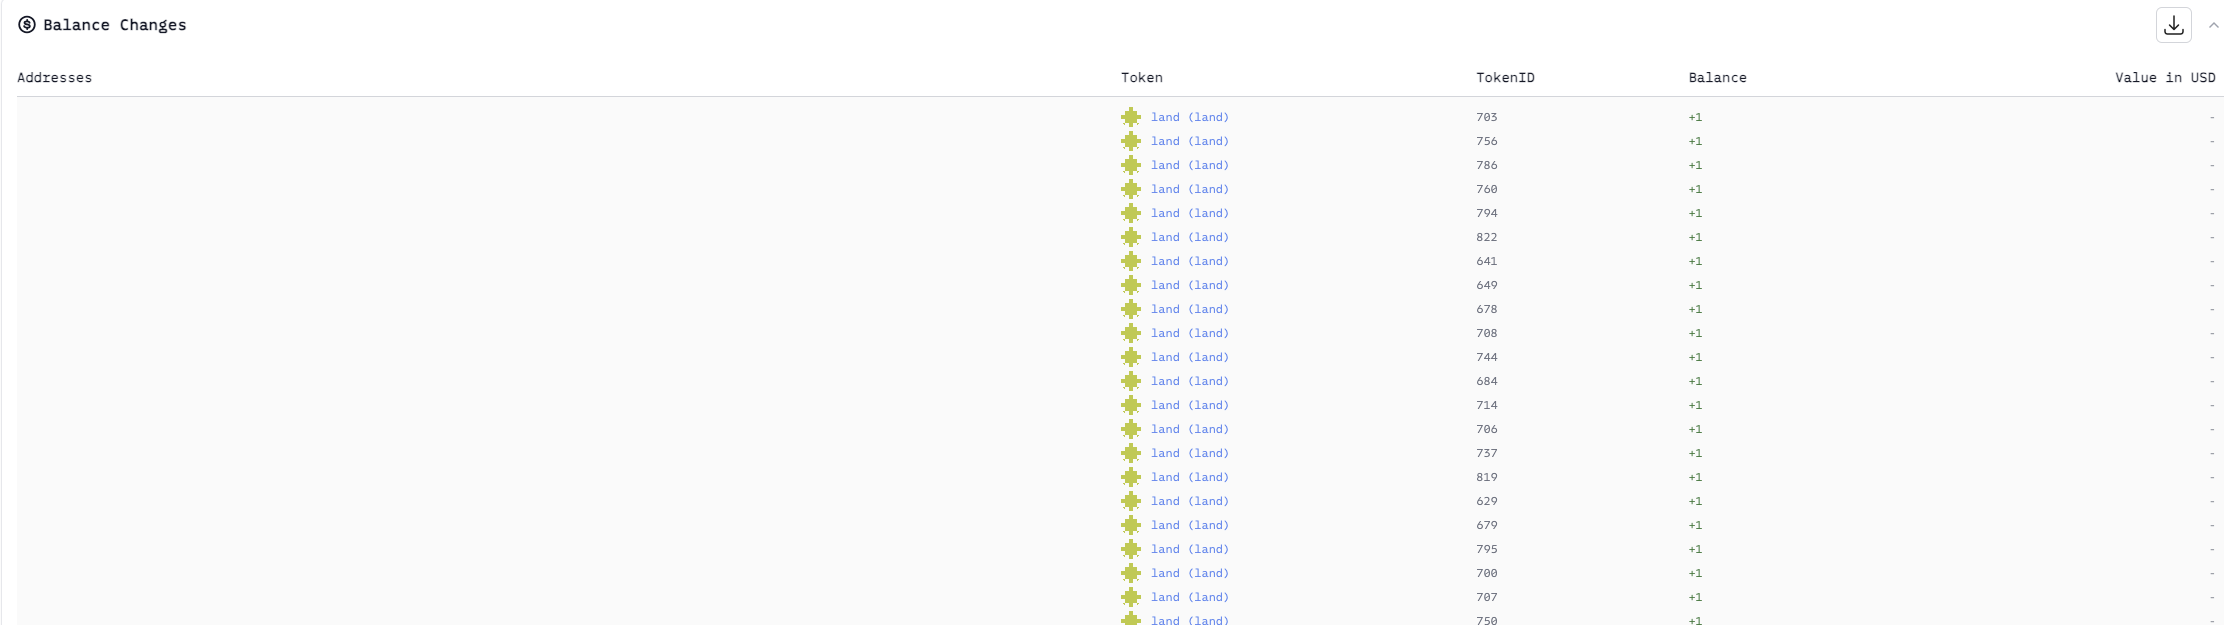 Balance Changes
Addresses Token TokenID Balance Value in USD
land (land) 703 +1 -
land (land) 756 +1 -
land (land) 786 +1 -
land (land) 760 +1 -
land (land) 794 +1 -
land (land) 822 +1 -
land (land) 641 +1 -
land (land) 649 +1 -
land (land) 678 +1 -
land (land) 708 +1 -
land (land) 744 +1 -
land (land) 684 +1 -
land (land) 714 +1 -
land (land) 706 +1 -
land (land) 737 +1 -
land (land) 819 +1 -
land (land) 629 +1 -
land (land) 679 +1 -
land (land) 795 +1 -
land (land) 700 +1 -
land (land) 707 +1 -
land (land) 750 +1 -